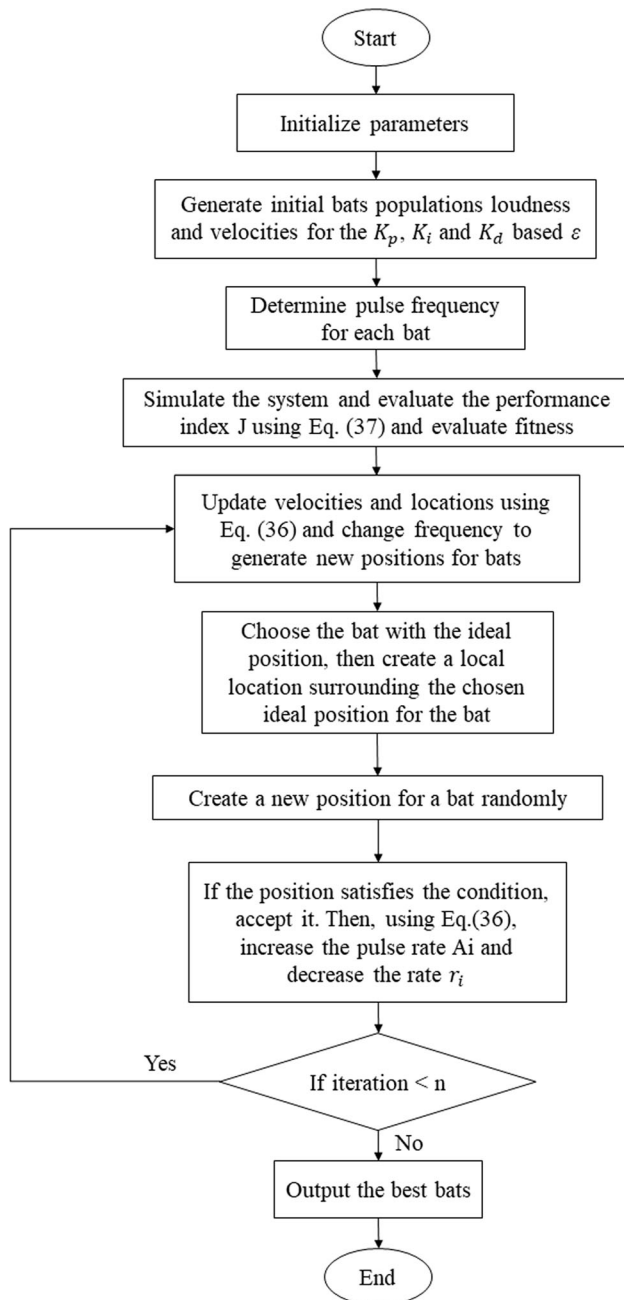 Start
Initialize parameters
Generate initial bats populations loudness
and velocities for the K_p, K_i and K_d based ε
Determine pulse frequency
for each bat
Simulate the system and evaluate the performance
index J using Eq. (37) and evaluate fitness
Update velocities and locations using
Eq. (36) and change frequency to
generate new positions for bats
Choose the bat with the ideal
position, then create a local
location surrounding the chosen
ideal position for the bat
Create a new position for a bat randomly
If the position satisfies the condition,
accept it. Then, using Eq.(36),
increase the pulse rate Ai and
decrease the rate r_i
Yes
If iteration < n
No
Output the best bats
End